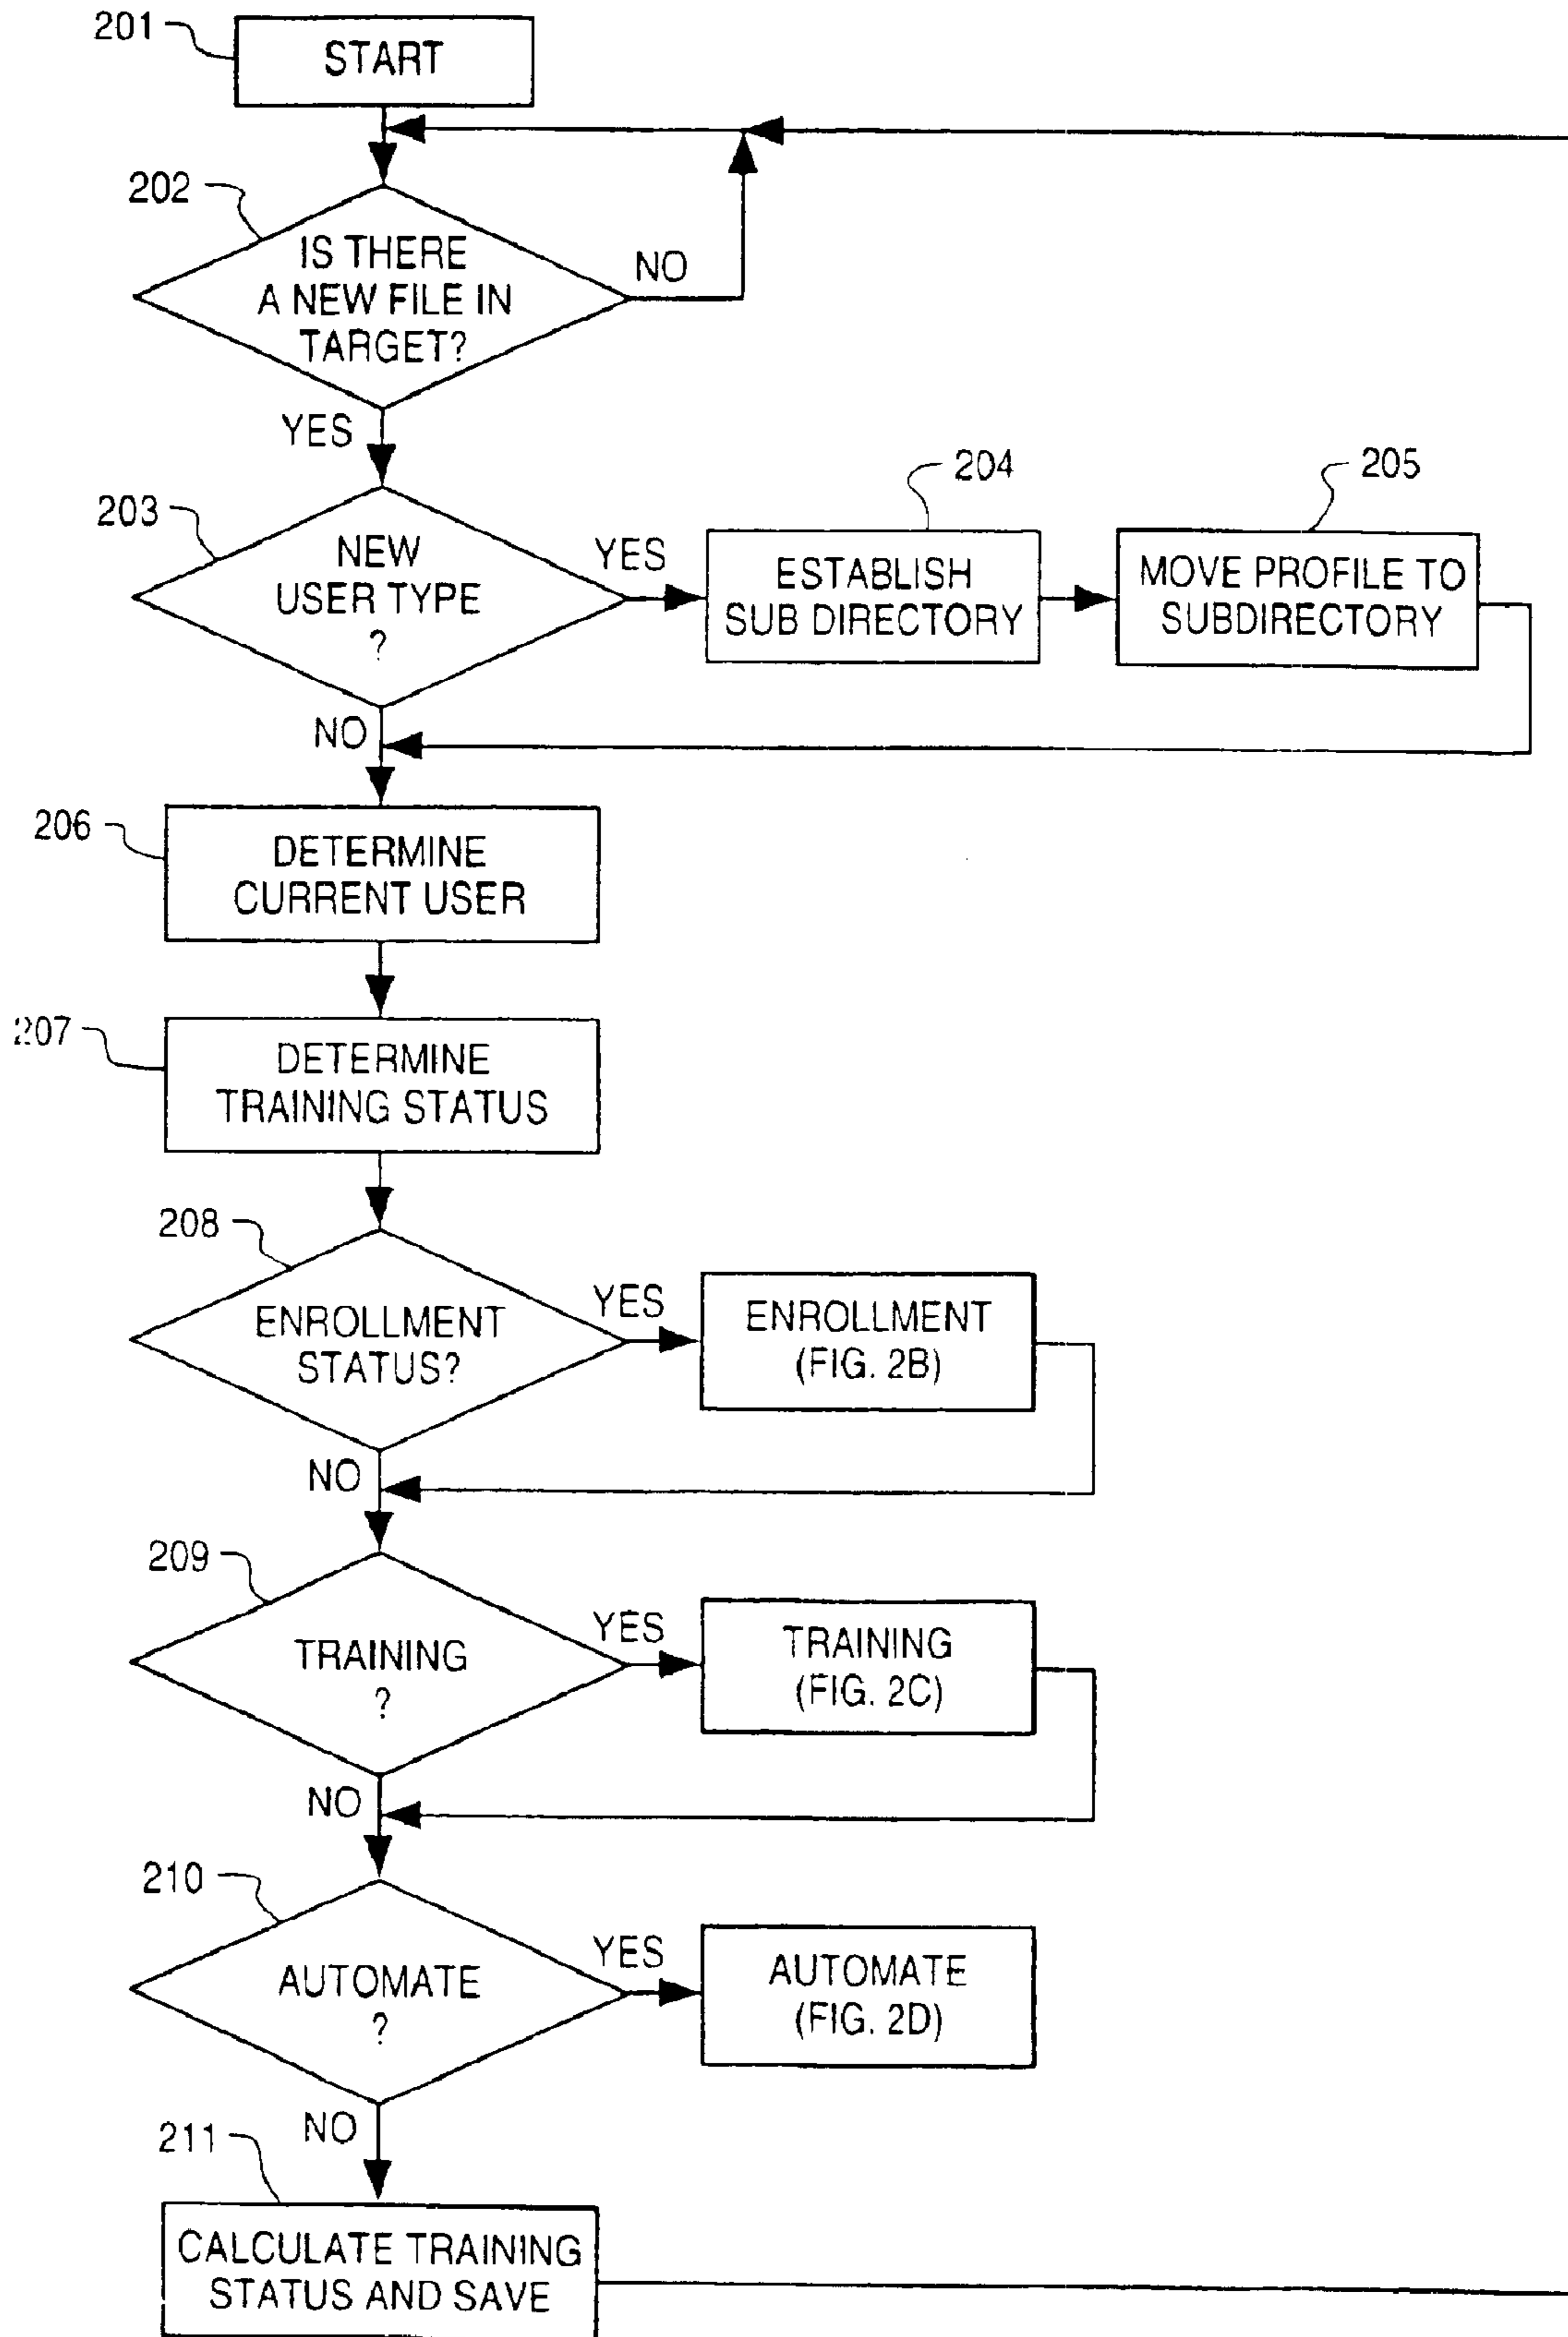 201
START
202
IS THERE
A NEW FILE IN
TARGET?
NO
YES
203
NEW
USER TYPE
?
YES
204
ESTABLISH
SUB DIRECTORY
205
MOVE PROFILE TO
SUBDIRECTORY
NO
206
DETERMINE
CURRENT USER
207
DETERMINE
TRAINING STATUS
208
ENROLLMENT
STATUS?
YES
ENROLLMENT
(FIG. 2B)
NO
209
TRAINING
?
YES
TRAINING
(FIG. 2C)
NO
210
AUTOMATE
?
YES
AUTOMATE
(FIG. 2D)
NO
211
CALCULATE TRAINING
STATUS AND SAVE